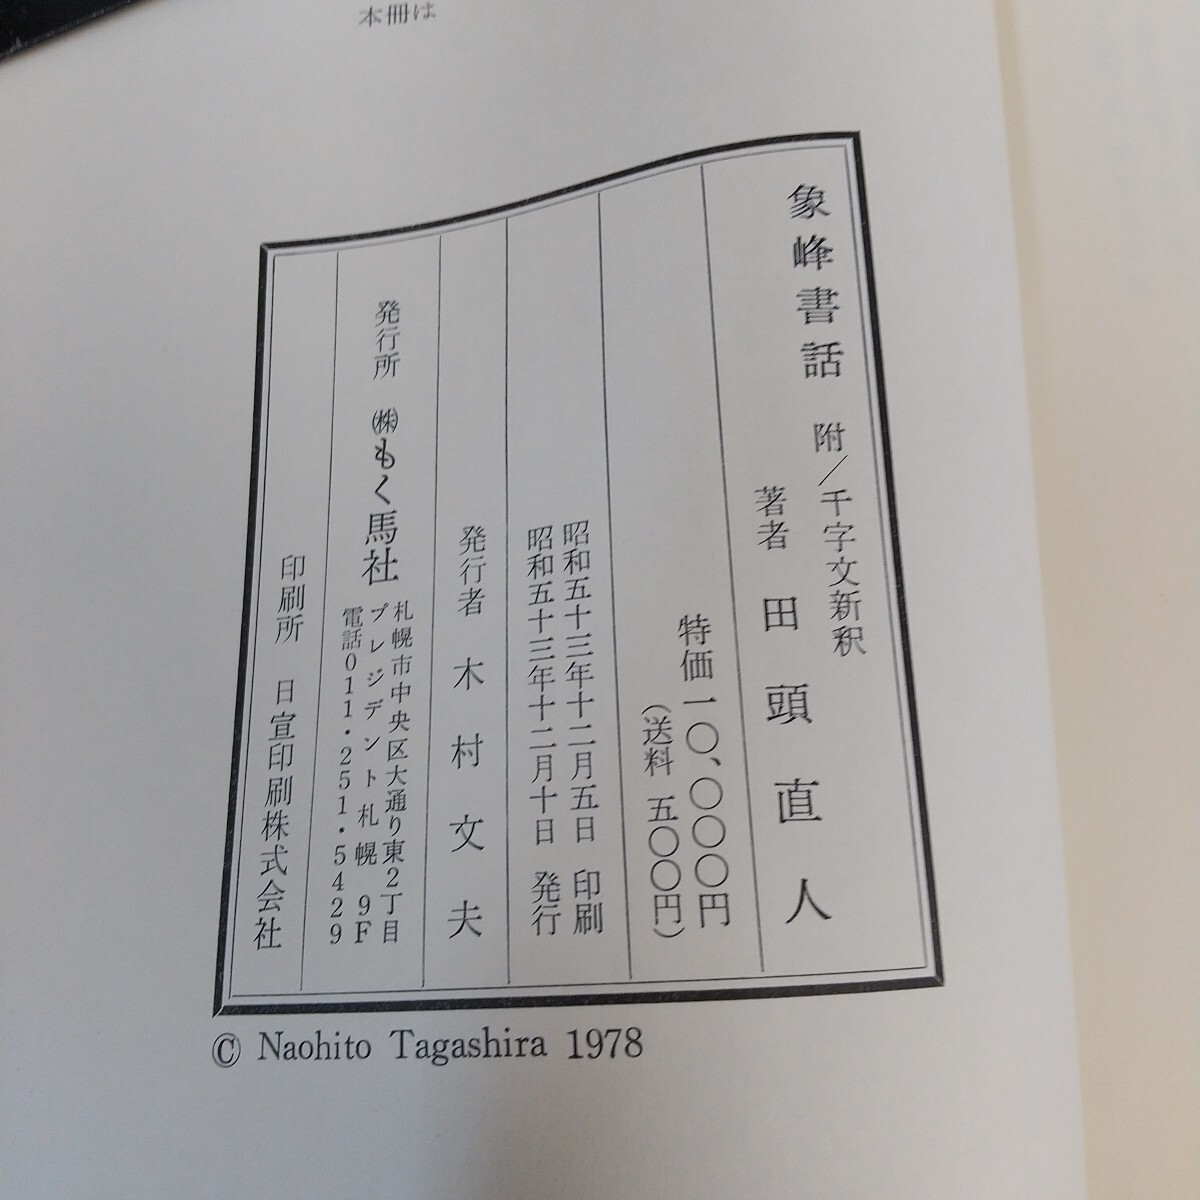 本冊は
象峰書話 附／千字文新釈
著者 田頭直人
特価一〇、〇〇〇円
（送料 五〇〇円）
昭和五十三年十二月五日 印刷
昭和五十三年十二月十日 発行
発行者 木村文夫
発行所 ㈱もく馬社
札幌市中央区大通り東2丁目
プレジデント札幌 9F
電話011・251・5429
印刷所 日宣印刷株式会社
© Naohito Tagashira 1978